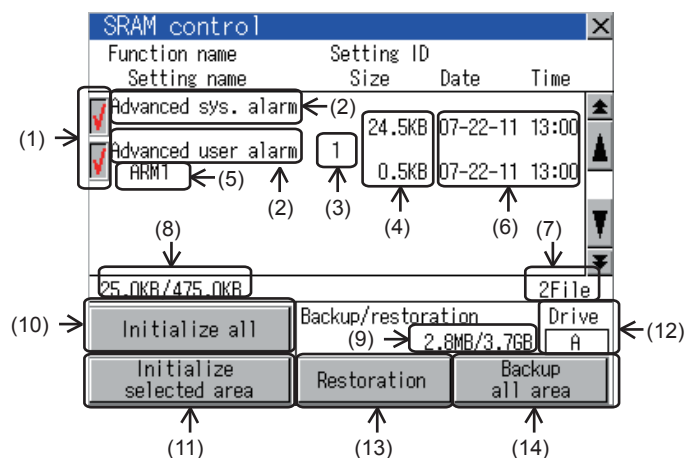 SRAM control
Function name Setting ID
Setting name Size Date Time
Advanced sys. alarm (2)
24.5KB 07-22-11 13:00
(1)
Advanced user alarm 1
ARM1 (5) 0.5KB 07-22-11 13:00
(2) (3) (4) (6) (7)
(8)
25.0KB/475.0KB 2File
(10) Initialize all Backup/restoration Drive (12)
(9) 2.8MB/3.7GB A
Initialize selected area Restoration Backup all area
(11) (13) (14)